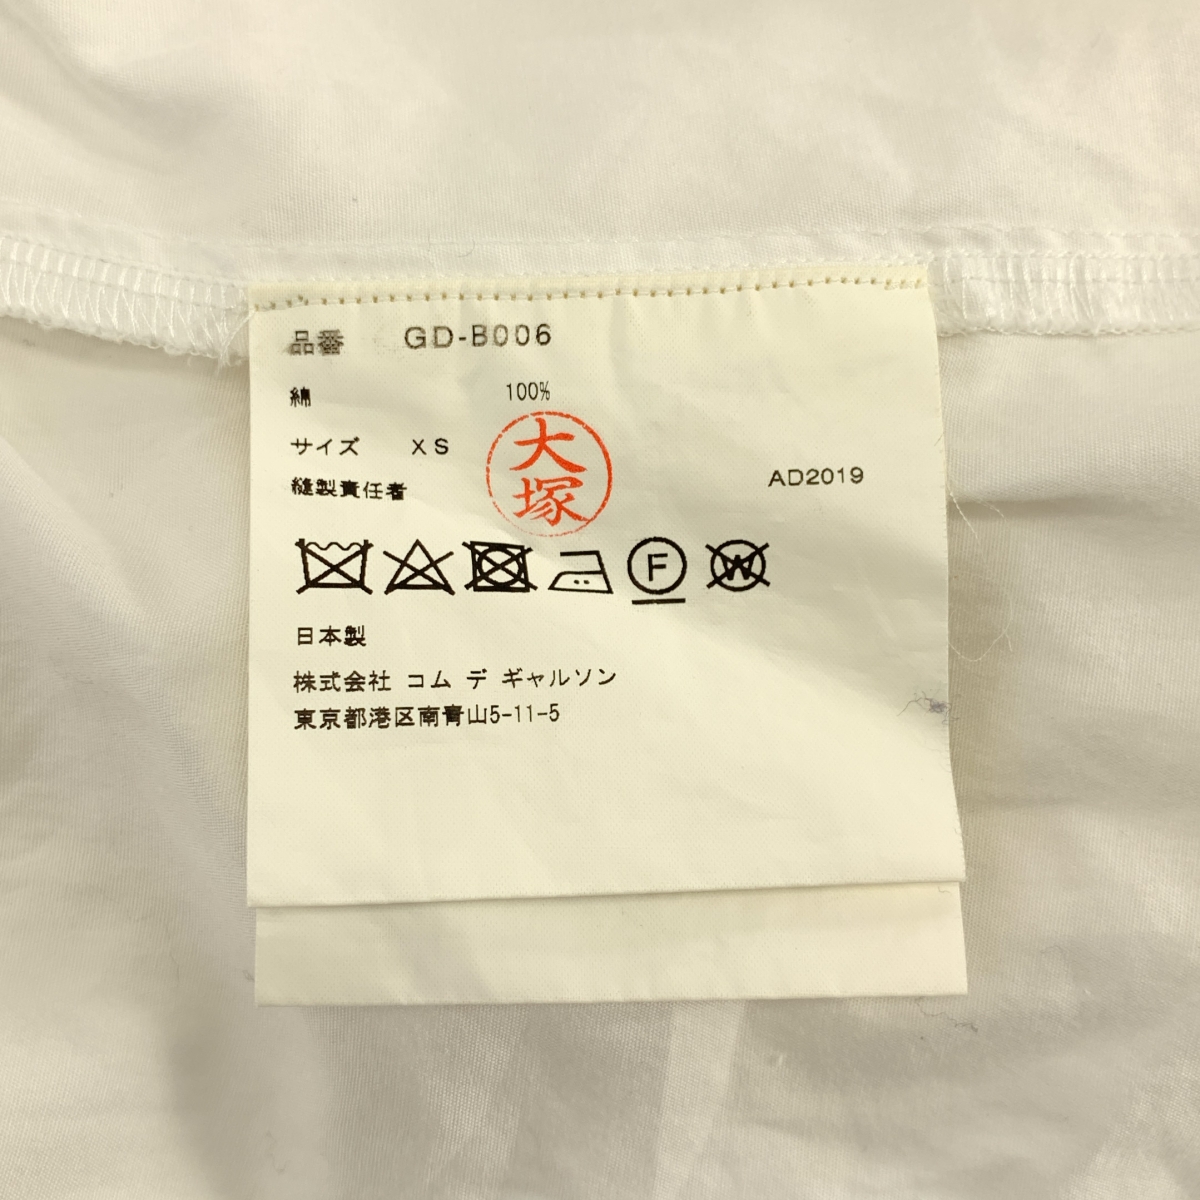 品番 GD-B006
綿 100%
サイズ XS
縫製責任者 大塚 AD2019
F W
日本製
株式会社 コム デ ギャルソン
東京都港区南青山5-11-5